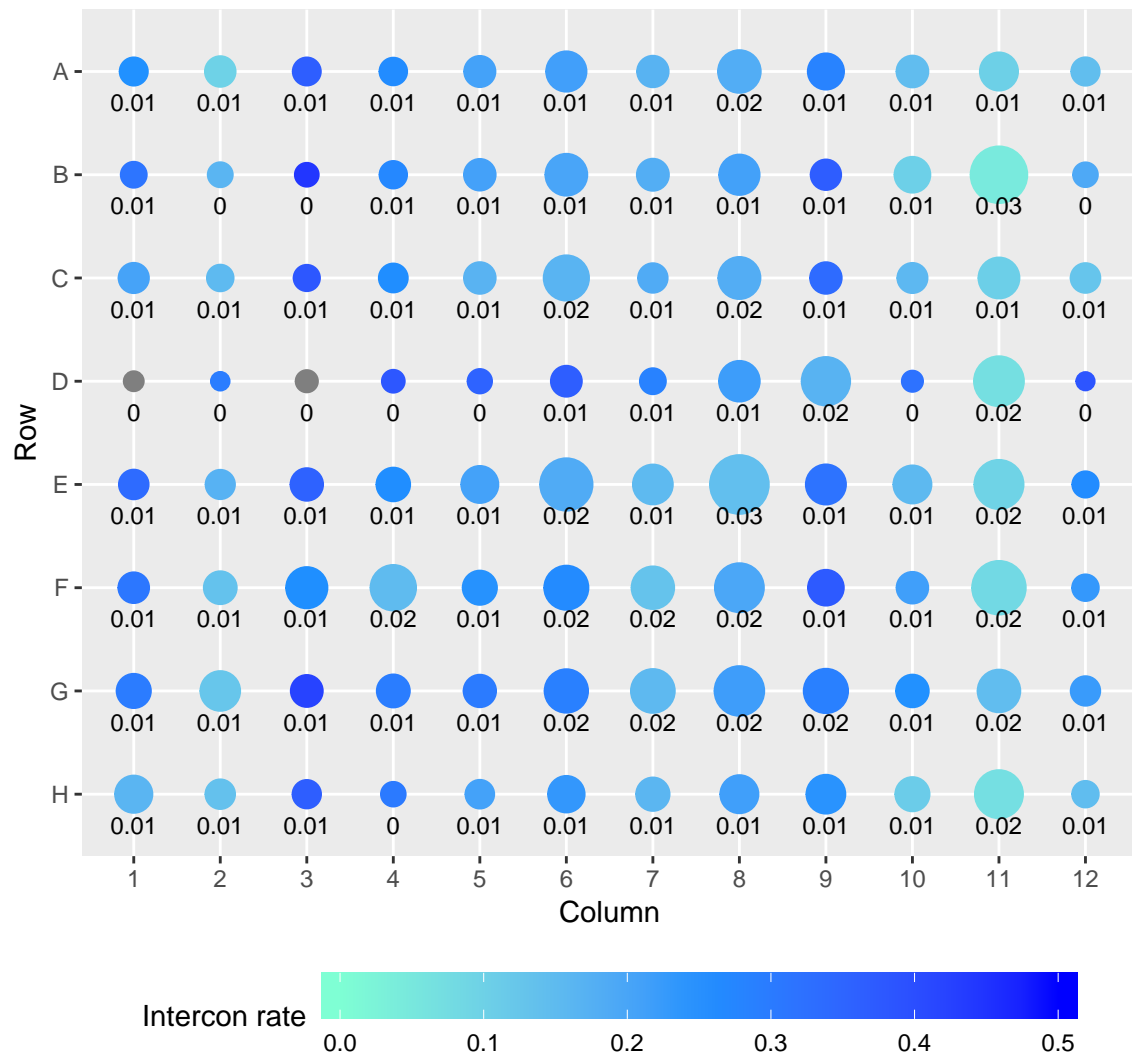 A
0.01 0.01 0.01 0.01 0.01 0.01 0.01 0.02 0.01 0.01 0.01 0.01
B
0.01 0 0 0.01 0.01 0.01 0.01 0.01 0.01 0.01 0.03 0
C
0.01 0.01 0.01 0.01 0.01 0.02 0.01 0.02 0.01 0.01 0.01 0.01
D
0 0 0 0 0 0.01 0.01 0.01 0.02 0 0.02 0
Row
E
0.01 0.01 0.01 0.01 0.01 0.02 0.01 0.03 0.01 0.01 0.02 0.01
F
0.01 0.01 0.01 0.02 0.01 0.02 0.02 0.02 0.01 0.01 0.02 0.01
G
0.01 0.01 0.01 0.01 0.01 0.02 0.02 0.02 0.02 0.01 0.02 0.01
H
0.01 0.01 0.01 0 0.01 0.01 0.01 0.01 0.01 0.01 0.02 0.01
1 2 3 4 5 6 7 8 9 10 11 12
Column
Intercon rate
0.0 0.1 0.2 0.3 0.4 0.5